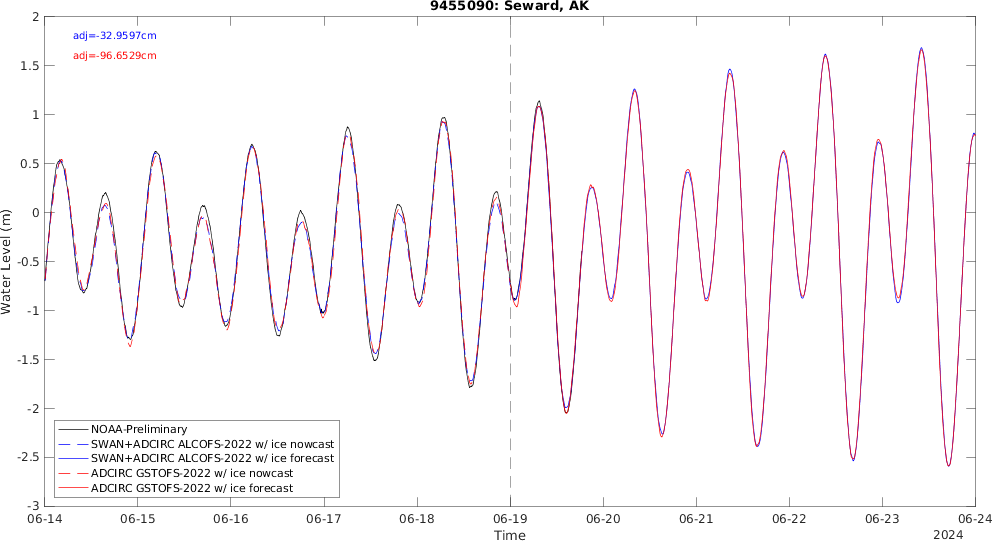 9455090: Seward, AK
adj=-32.9597cm
adj=-96.6529cm
Water Level (m)
2
1.5
1
0.5
0
-0.5
-1
-1.5
-2
-2.5
-3
NOAA-Preliminary
SWAN+ADCIRC ALCOFS-2022 w/ ice nowcast
SWAN+ADCIRC ALCOFS-2022 w/ ice forecast
ADCIRC GSTOFS-2022 w/ ice nowcast
ADCIRC GSTOFS-2022 w/ ice forecast
06-14 06-15 06-16 06-17 06-18 06-19 06-20 06-21 06-22 06-23 06-24
Time
2024